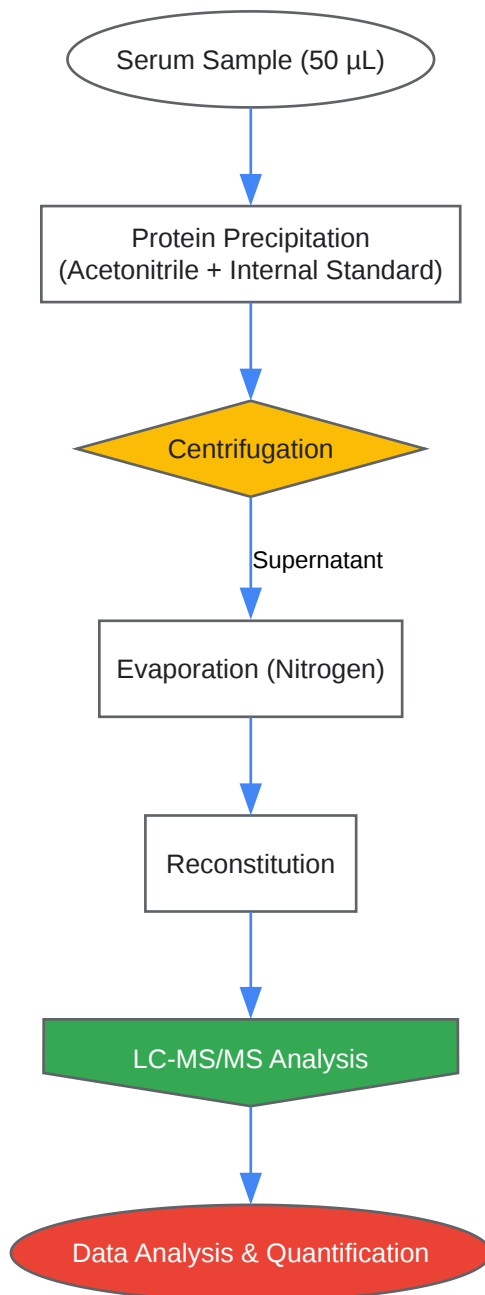 Serum Sample (50 µL)
Protein Precipitation
(Acetonitrile + Internal Standard)
Centrifugation
Supernatant
Evaporation (Nitrogen)
Reconstitution
LC-MS/MS Analysis
Data Analysis & Quantification